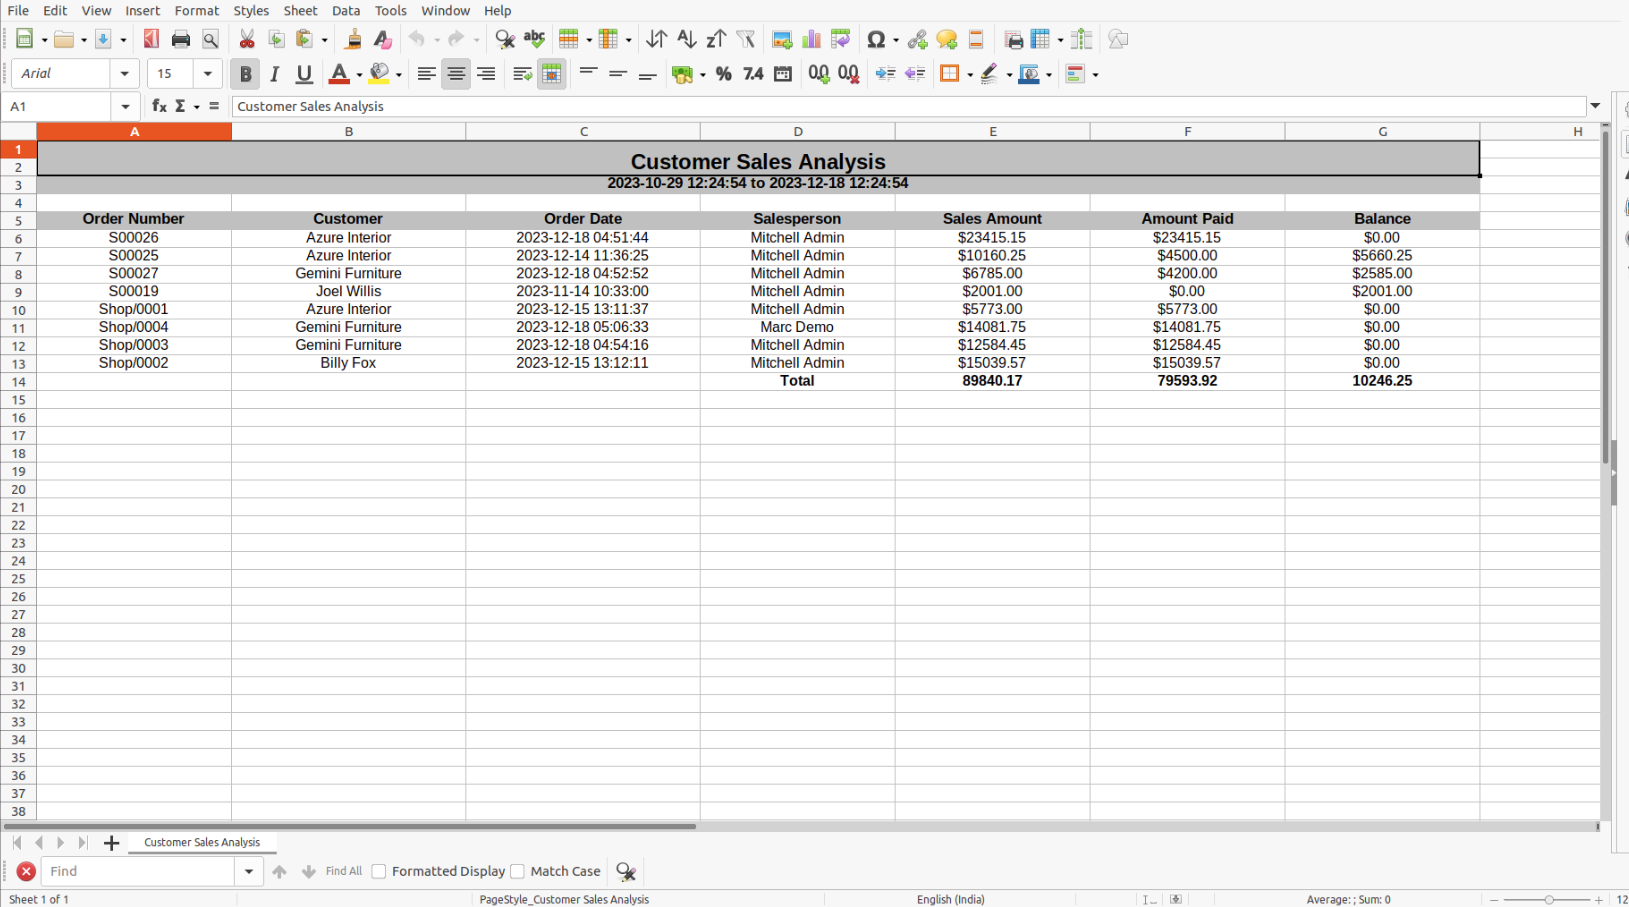 File Edit View Insert Format Styles Sheet Data Tools Window Help
Arial 15
A1 Customer Sales Analysis
A B C D E F G H
1
2 Customer Sales Analysis
3 2023-10-29 12:24:54 to 2023-12-18 12:24:54
4
5 Order Number Customer Order Date Salesperson Sales Amount Amount Paid Balance
6 S00026 Azure Interior 2023-12-18 04:51:44 Mitchell Admin $23415.15 $23415.15 $0.00
7 S00025 Azure Interior 2023-12-14 11:36:25 Mitchell Admin $10160.25 $4500.00 $5660.25
8 S00027 Gemini Furniture 2023-12-18 04:52:52 Mitchell Admin $6785.00 $4200.00 $2585.00
9 S00019 Joel Willis 2023-11-14 10:33:00 Mitchell Admin $2001.00 $0.00 $2001.00
10 Shop/0001 Azure Interior 2023-12-15 13:11:37 Mitchell Admin $5773.00 $5773.00 $0.00
11 Shop/0004 Gemini Furniture 2023-12-18 05:06:33 Marc Demo $14081.75 $14081.75 $0.00
12 Shop/0003 Gemini Furniture 2023-12-18 04:54:16 Mitchell Admin $12584.45 $12584.45 $0.00
13 Shop/0002 Billy Fox 2023-12-15 13:12:11 Mitchell Admin $15039.57 $15039.57 $0.00
14 Total 89840.17 79593.92 10246.25
15
16
17
18
19
20
21
22
23
24
25
26
27
28
29
30
31
32
33
34
35
36
37
38
Customer Sales Analysis
Find Find All Formatted Display Match Case
Sheet 1 of 1 PageStyle_Customer Sales Analysis English (India) Average: ; Sum: 0 12